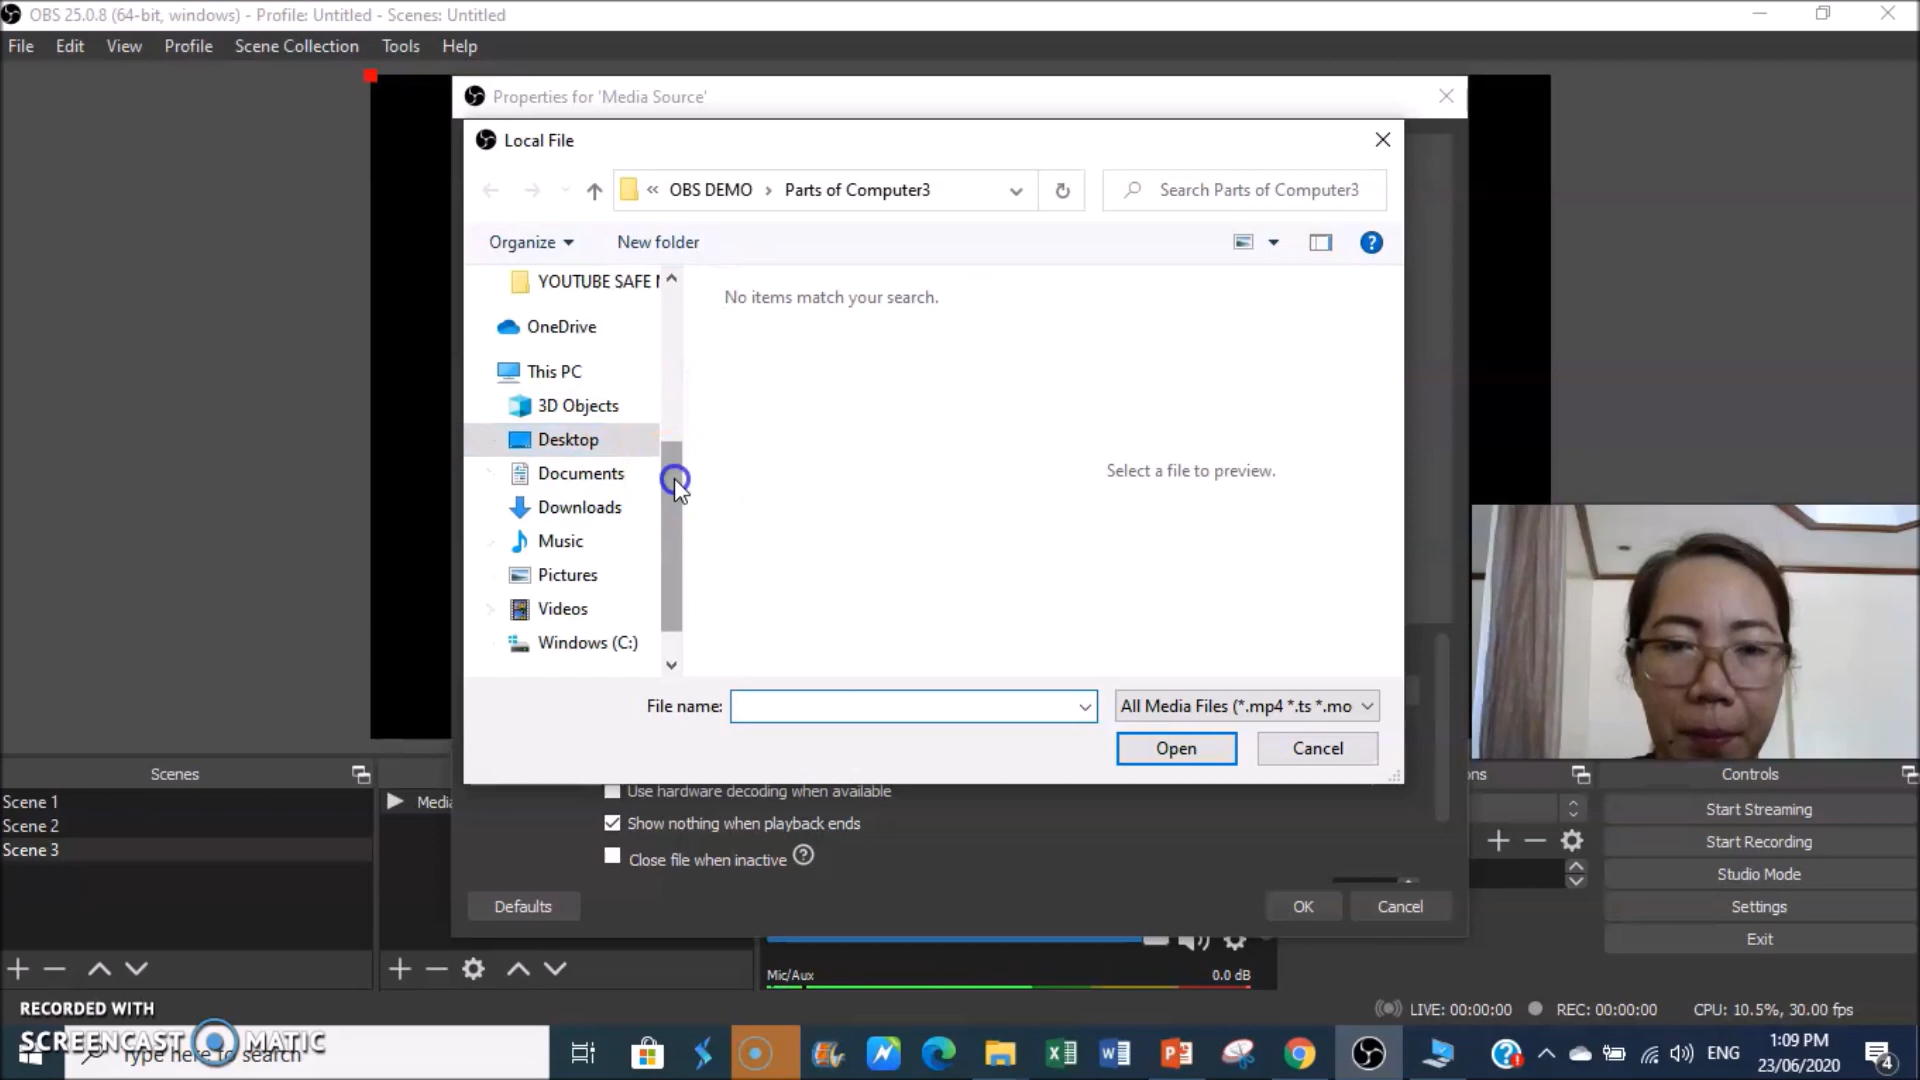 OBS 25.0.8 (64-bit, windows) - Profile: Untitled - Scenes: Untitled
File Edit View Profile Scene Collection Tools Help
Properties for 'Media Source'
Local File
« OBS DEMO › Parts of Computer3
Search Parts of Computer3
Organize New folder
YOUTUBE SAFE
No items match your search.
OneDrive
This PC
3D Objects
Desktop
Documents
Select a file to preview.
Downloads
Music
Pictures
Videos
Windows (C:)
File name: All Media Files (*.mp4 *.ts *.mo
Open Cancel
Use hardware decoding when available
Show nothing when playback ends
Close file when inactive
Defaults OK Cancel
Scenes
Scene 1
Scene 2
Scene 3
Media
Controls
Start Streaming
Start Recording
Studio Mode
Settings
Exit
Mic/Aux 0.0 dB
LIVE: 00:00:00 REC: 00:00:00 CPU: 10.5%, 30.00 fps
RECORDED WITH
SCREENCAST MATIC
Type here to search
ENG
1:09 PM
23/06/2020
4